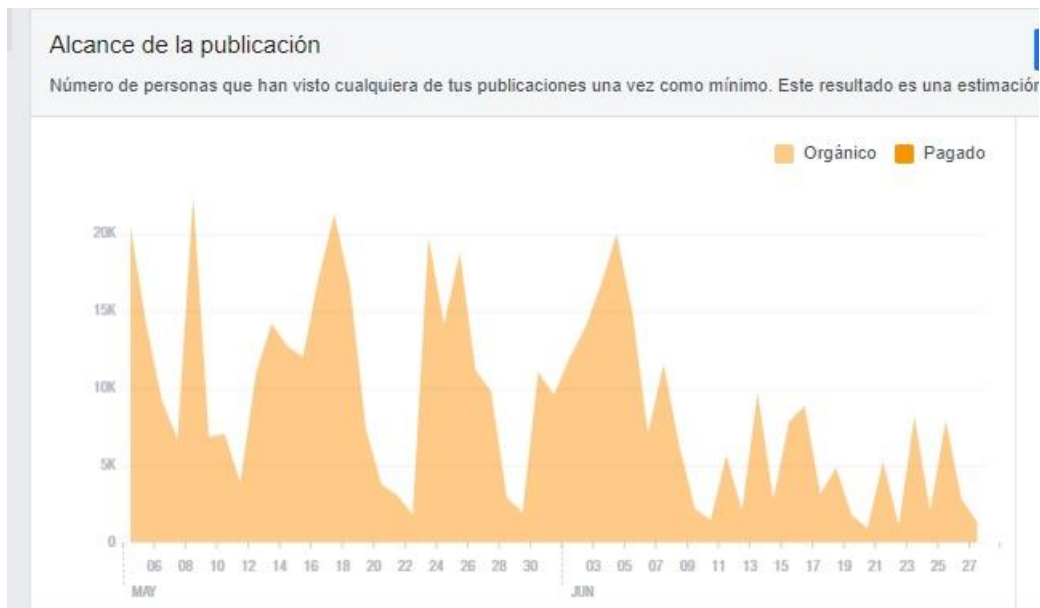 Alcance de la publicación
Número de personas que han visto cualquiera de tus publicaciones una vez como mínimo. Este resultado es una estimación
Orgánico Pagado
20K
15K
10K
5K
0
06 08 10 12 14 16 18 20 22 24 26 28 30 03 05 07 09 11 13 15 17 19 21 23 25 27
MAY JUN